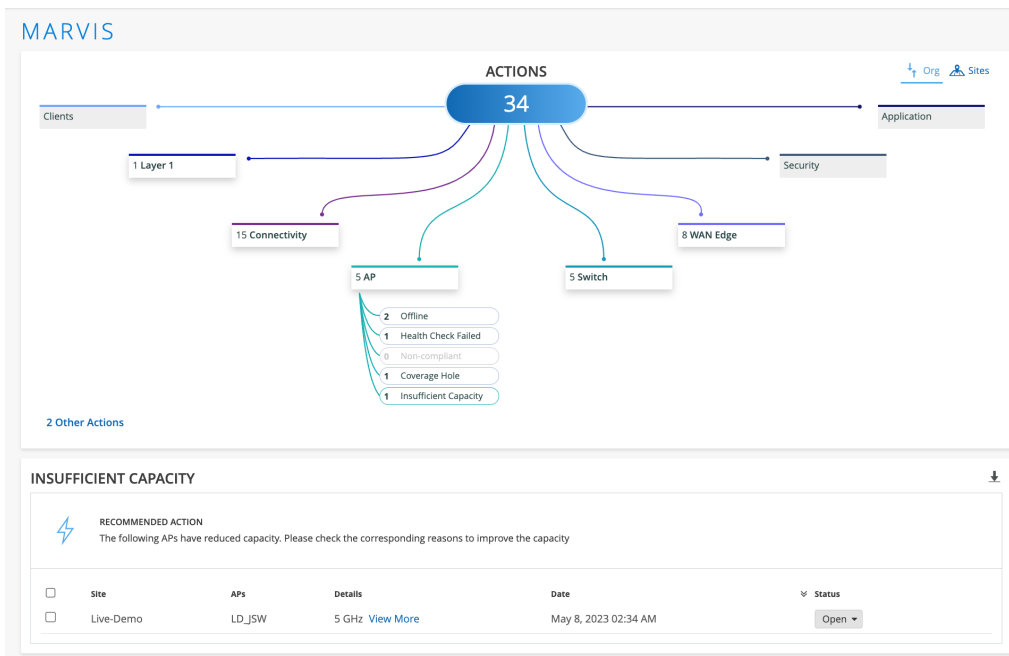 MARVIS
ACTIONS
34
Org
Sites
Clients
Application
1 Layer 1
Security
15 Connectivity
8 WAN Edge
5 AP
5 Switch
2 Offline
1 Health Check Failed
0 Non-compliant
1 Coverage Hole
1 Insufficient Capacity
2 Other Actions
INSUFFICIENT CAPACITY
RECOMMENDED ACTION
The following APs have reduced capacity. Please check the corresponding reasons to improve the capacity
Site APs Details Date Status
Live-Demo LD_JSW 5 GHz View More May 8, 2023 02:34 AM Open